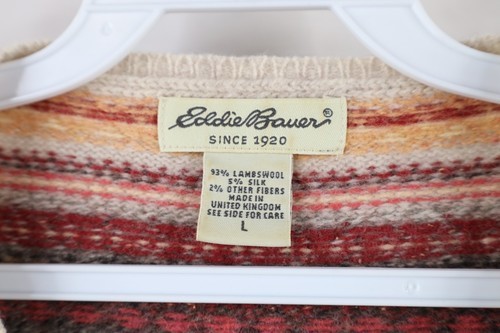 Eddie Bauer®
SINCE 1920
93% LAMBSWOOL
5% SILK
2% OTHER FIBERS
MADE IN
UNITED KINGDOM
SEE SIDE FOR CARE
L